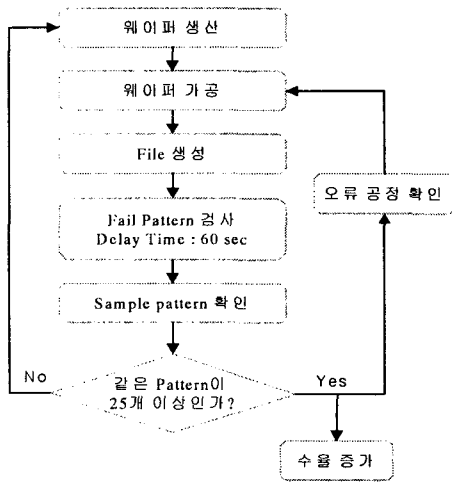 웨이퍼 생산
웨이퍼 가공
File 생성
오류 공정 확인
Fail Pattern 검사
Delay Time : 60 sec
Sample pattern 확인
No
같은 Pattern이
25개 이상인가?
Yes
수율 증가